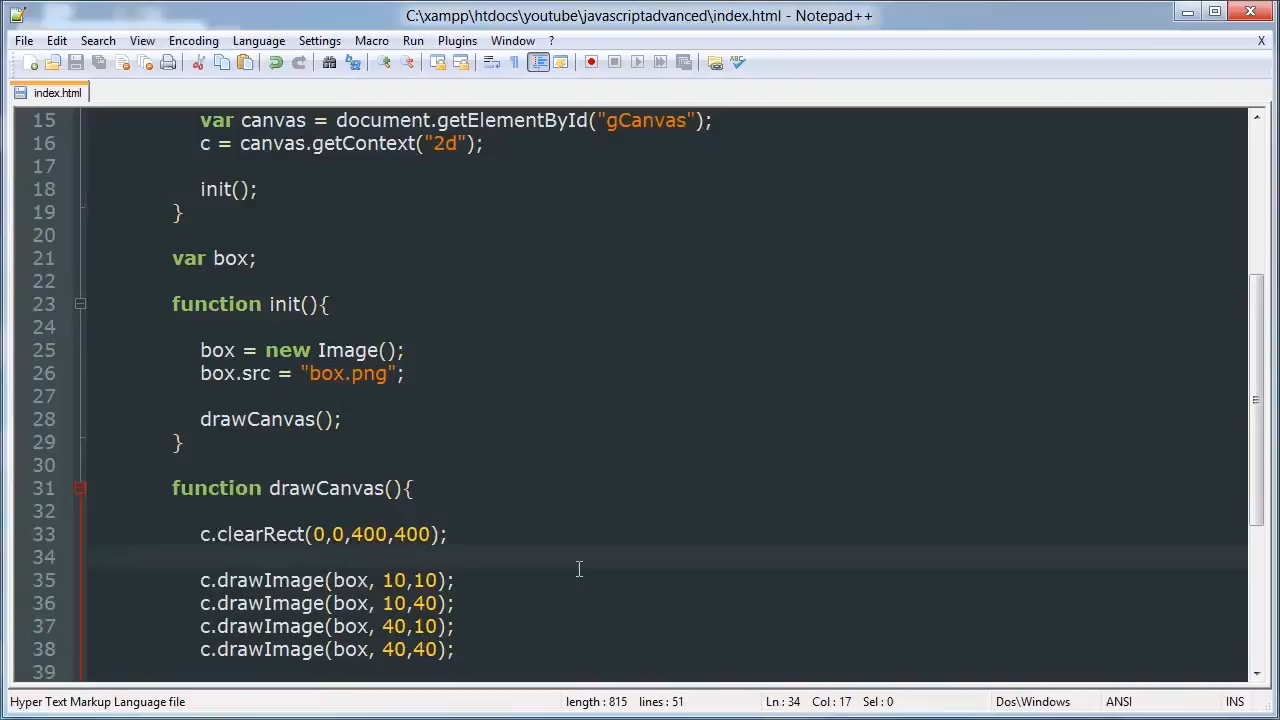 C:\xampp\htdocs\youtube\javascriptadvanced\index.html - Notepad++
File Edit Search View Encoding Language Settings Macro Run Plugins Window ? X
index.html
15 var canvas = document.getElementById("gCanvas");
16 c = canvas.getContext("2d");
17
18 init();
19 }
20
21 var box;
22
23 function init(){
24
25 box = new Image();
26 box.src = "box.png";
27
28 drawCanvas();
29 }
30
31 function drawCanvas(){
32
33 c.clearRect(0,0,400,400);
34
35 c.drawImage(box, 10,10);
36 c.drawImage(box, 10,40);
37 c.drawImage(box, 40,10);
38 c.drawImage(box, 40,40);
39
Hyper Text Markup Language file length : 815 lines : 51 Ln : 34 Col : 17 Sel : 0 Dos\Windows ANSI INS